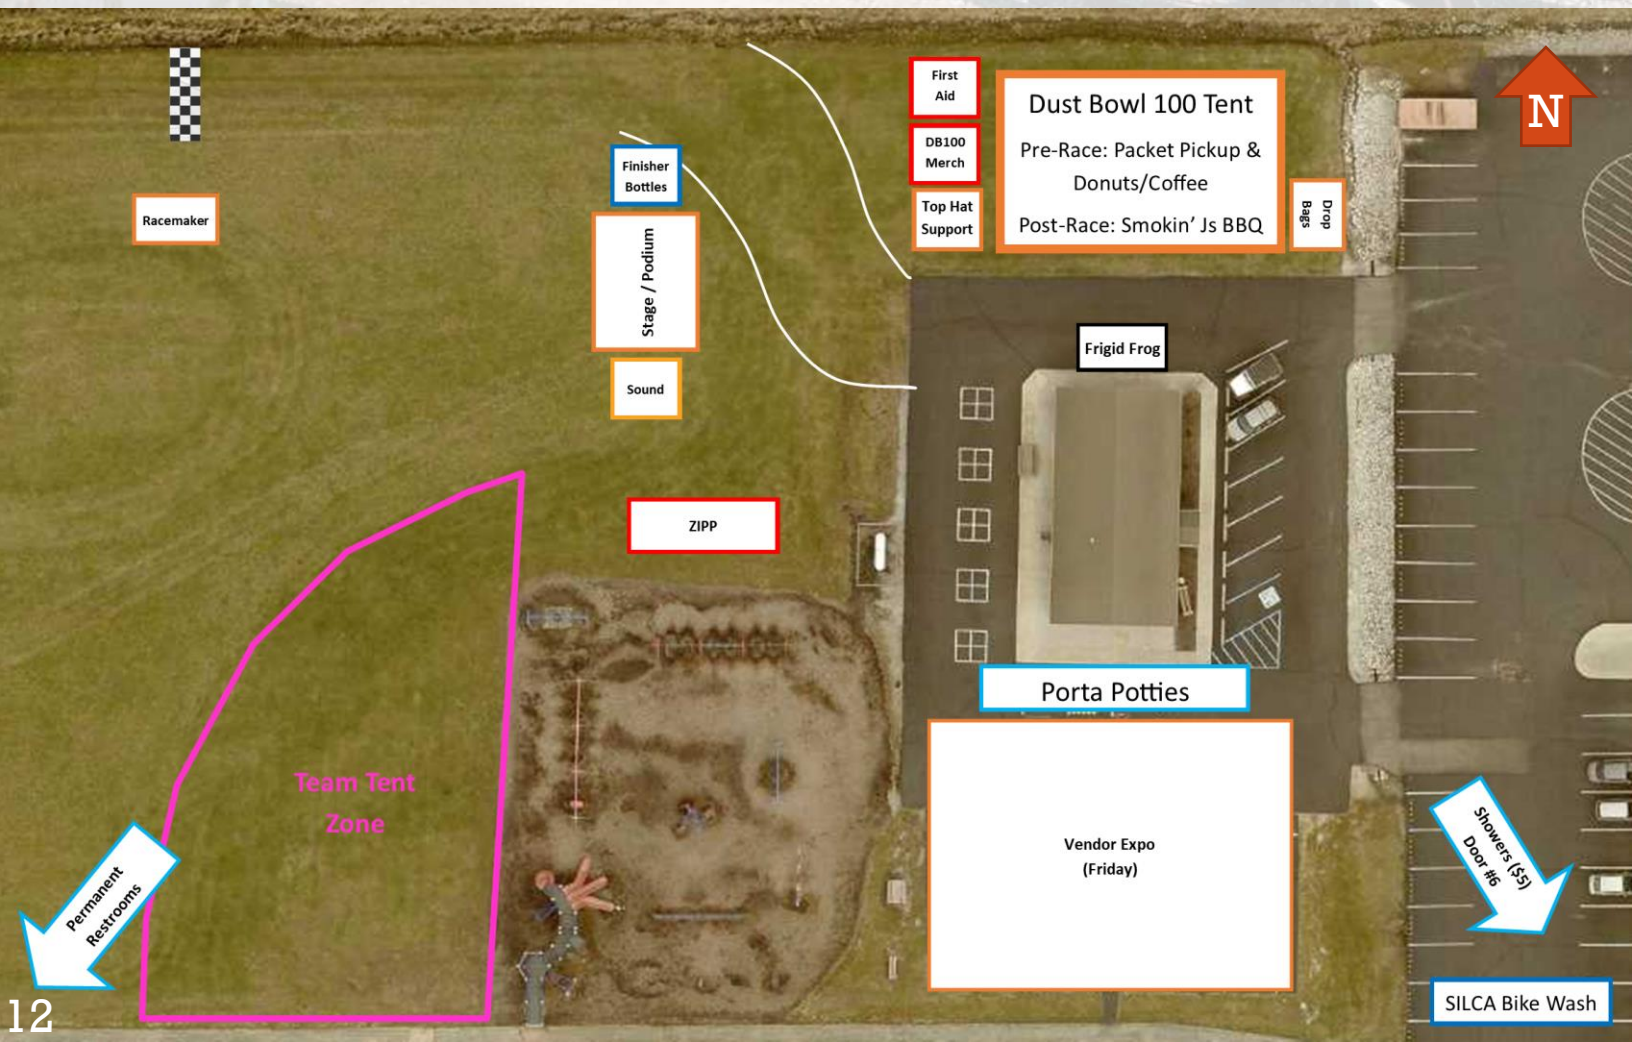 First
Aid
N
Dust Bowl 100 Tent
DB100
Merch
Pre-Race: Packet Pickup &
Donuts/Coffee
Finisher
Bottles
Racemaker
Top Hat
Support
Post-Race: Smokin’ Js BBQ
Drop
Bags
Stage / Podium
Frigid Frog
Sound
ZIPP
Porta Potties
Team Tent
Zone
Vendor Expo
(Friday)
Showers ($5)
Door #6
Permanent
Restrooms
SILCA Bike Wash
12